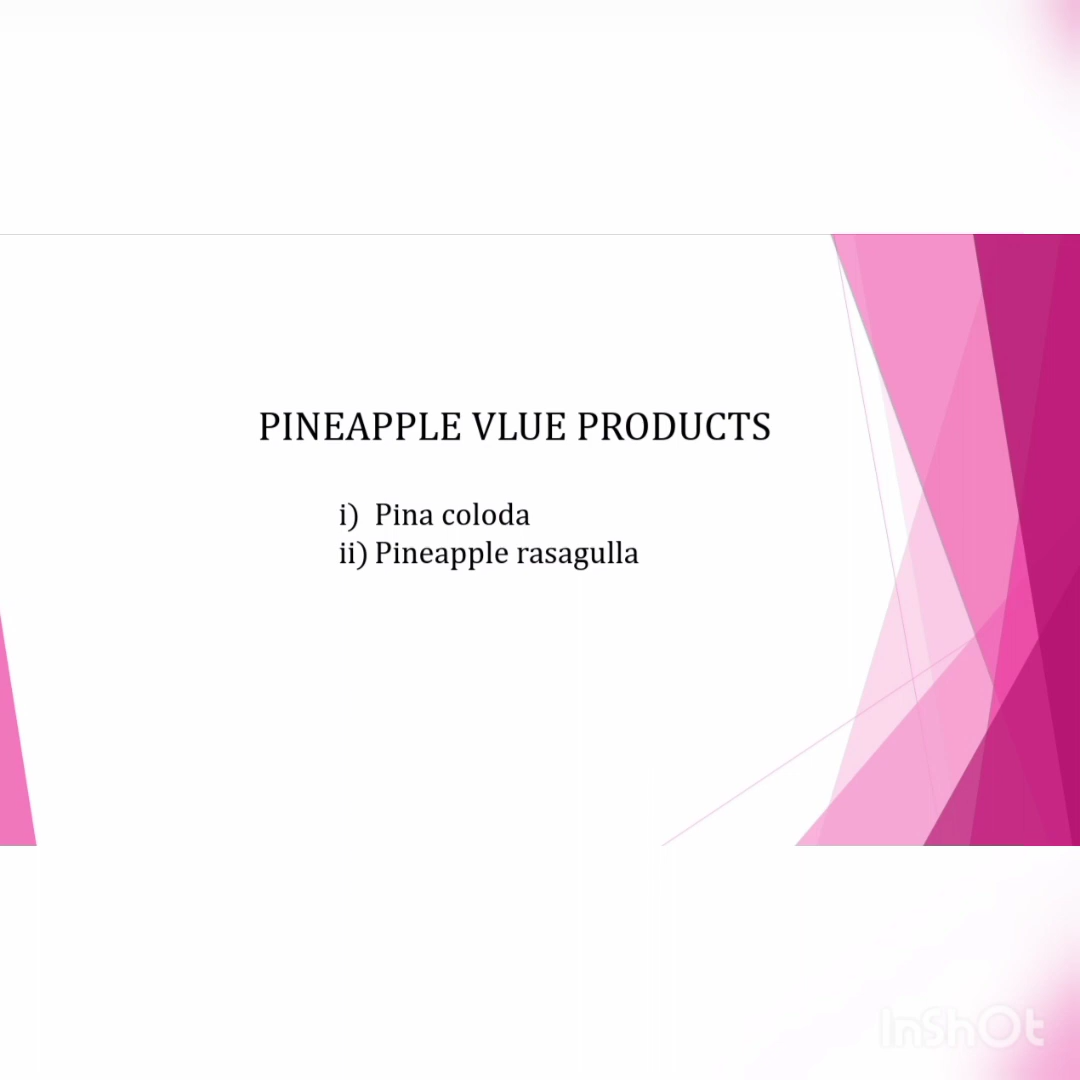 PINEAPPLE VLUE PRODUCTS
i) Pina coloda
ii) Pineapple rasagulla
InShOt